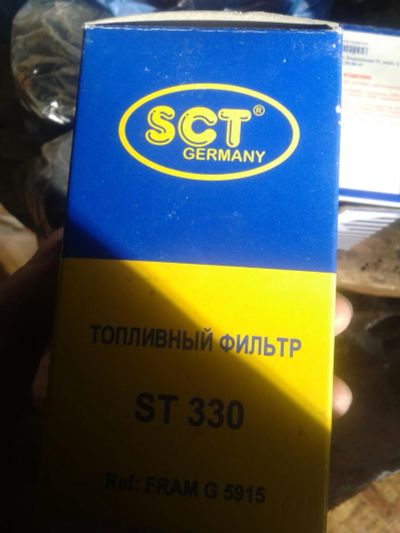 SCT®
GERMANY
ТОПЛИВНЫЙ ФИЛЬТР
ST 330
Ref: FRAM G 5915